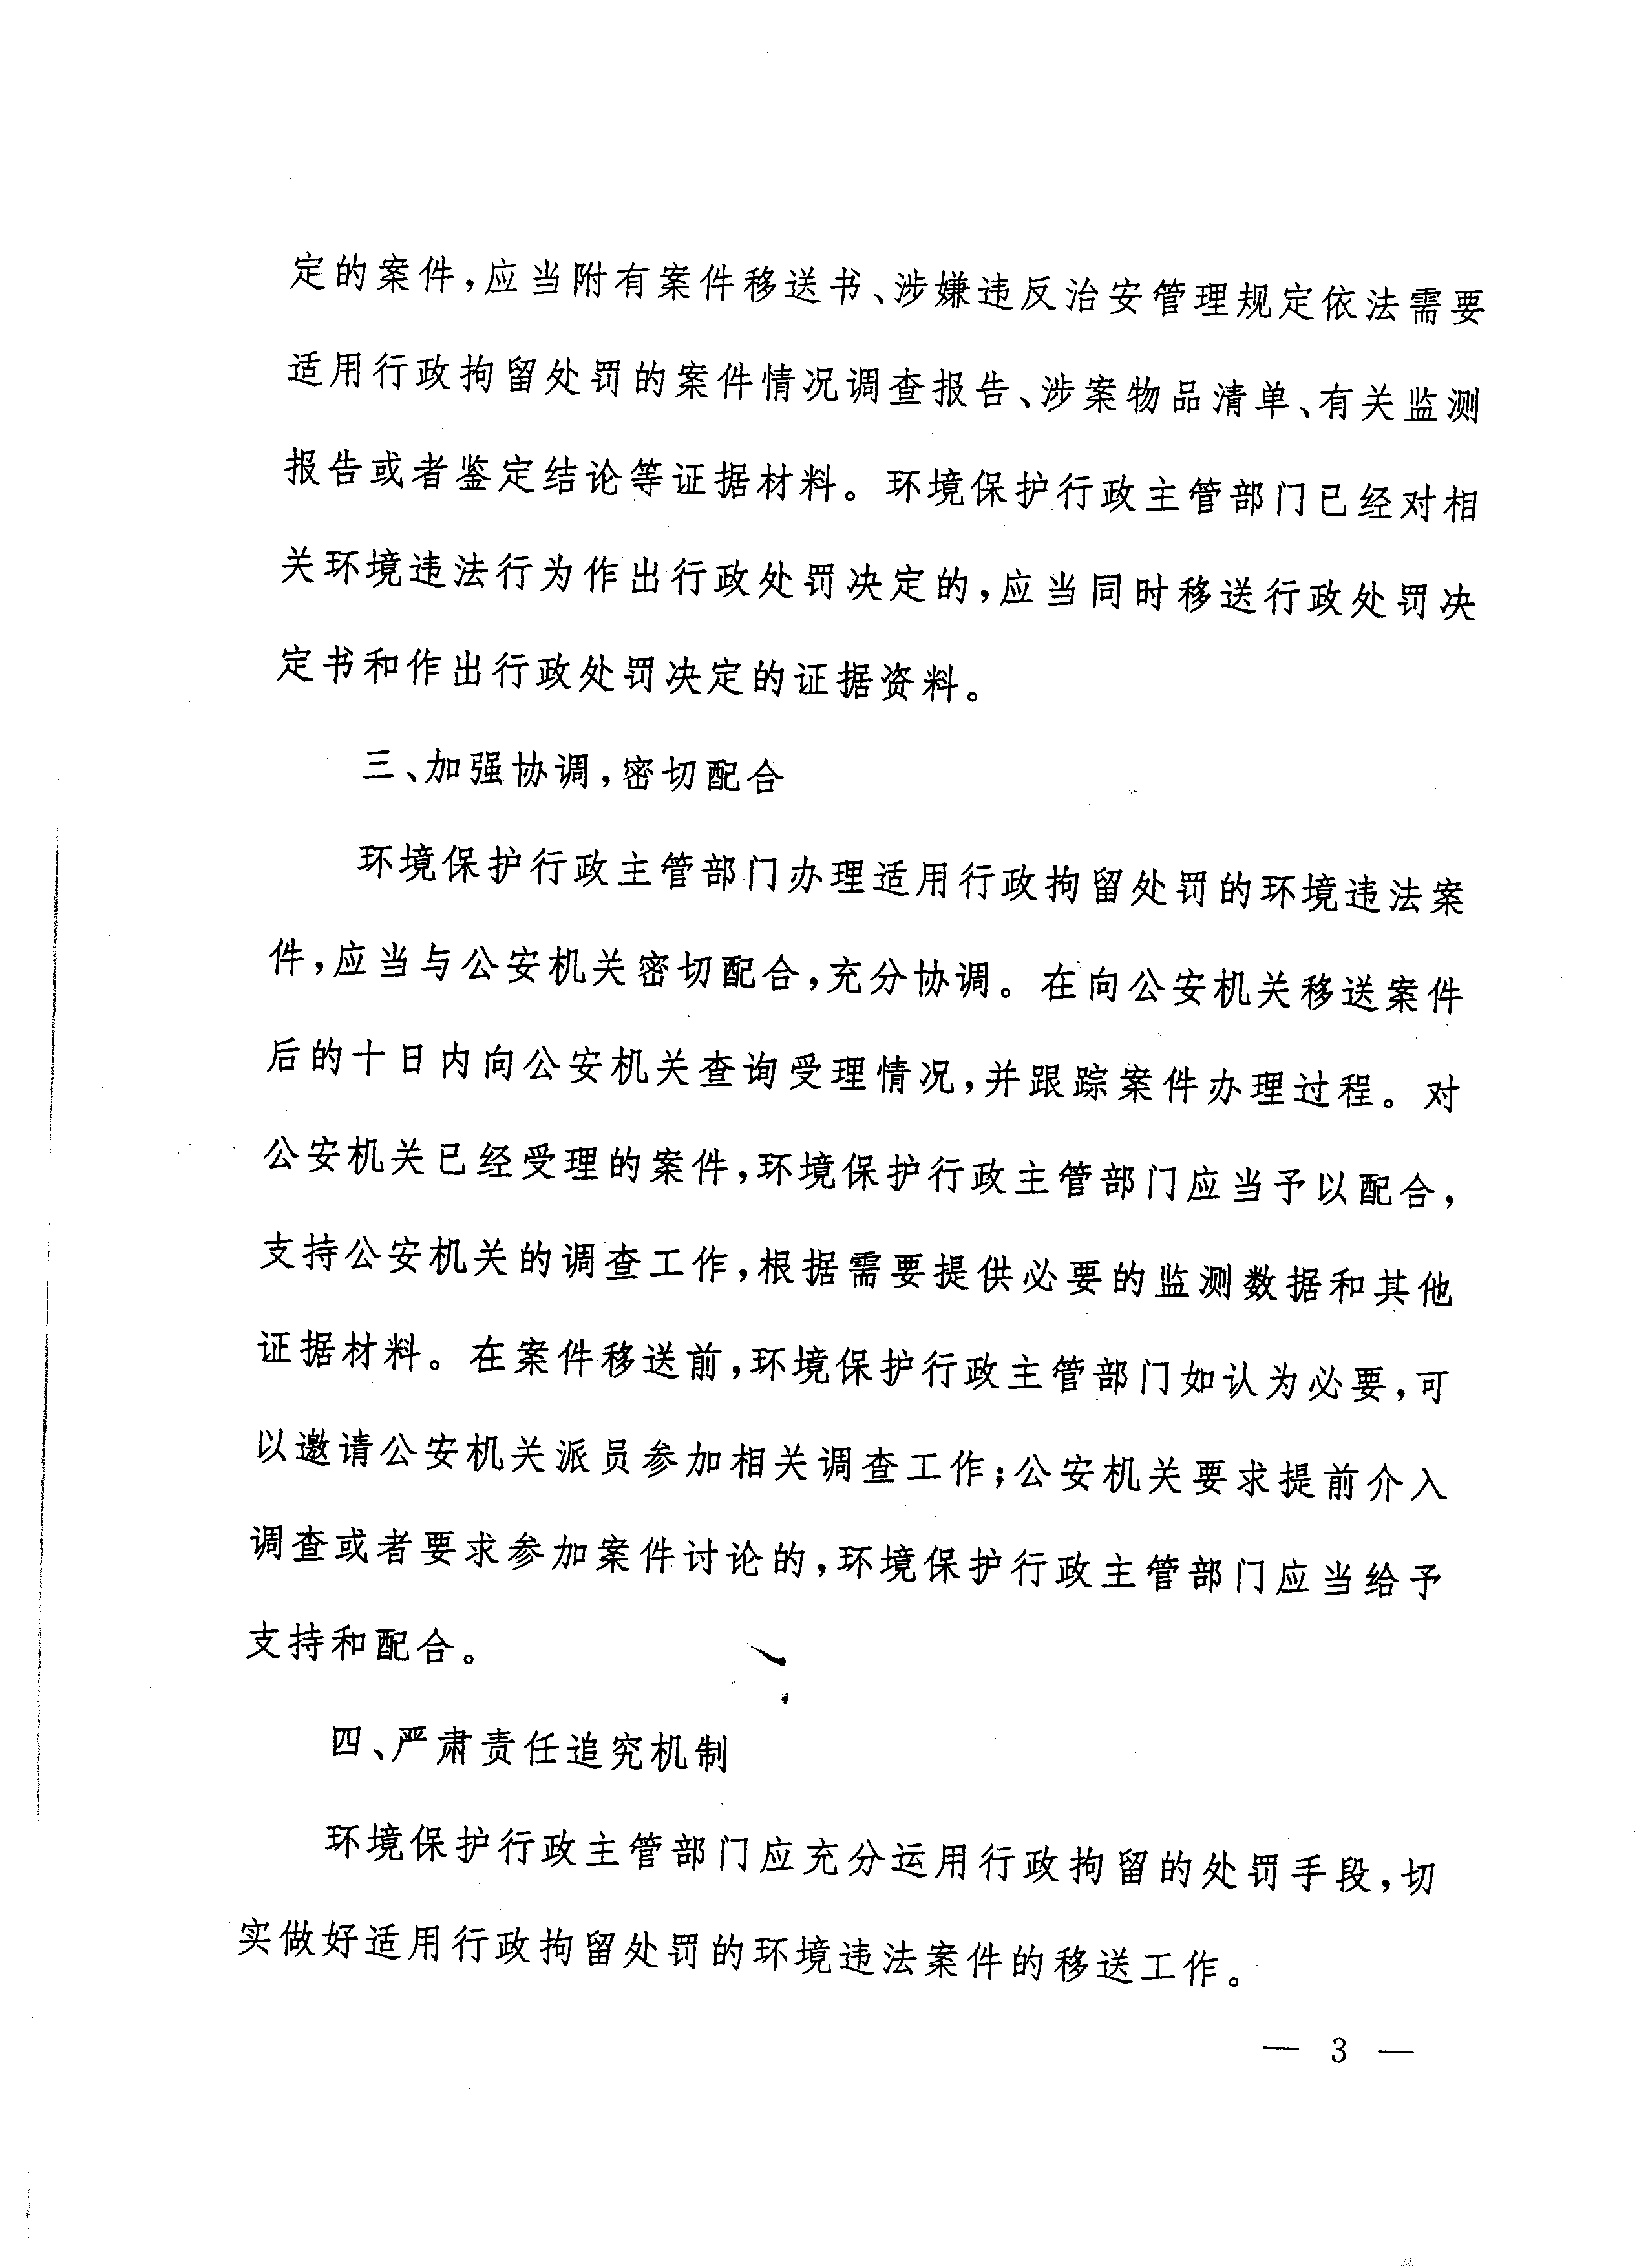 定的案件,应当附有案件移送书、涉嫌违反治安管理规定依法需要
适用行政拘留处罚的案件情况调查报告、涉案物品清单、有关监测
报告或者鉴定结论等证据材料。环境保护行政主管部门已经对相
关环境违法行为作出行政处罚决定的,应当同时移送行政处罚决
定书和作出行政处罚决定的证据资料。
三、加强协调,密切配合
环境保护行政主管部门办理适用行政拘留处罚的环境违法案
件,应当与公安机关密切配合,充分协调。在向公安机关移送案件
后的十日内向公安机关查询受理情况,并跟踪案件办理过程。对
公安机关已经受理的案件,环境保护行政主管部门应当予以配合,
支持公安机关的调查工作,根据需要提供必要的监测数据和其他
证据材料。在案件移送前,环境保护行政主管部门如认为必要,可
以邀请公安机关派员参加相关调查工作;公安机关要求提前介入
调查或者要求参加案件讨论的,环境保护行政主管部门应当给予
支持和配合。
四、严肃责任追究机制
环境保护行政主管部门应充分运用行政拘留的处罚手段,切
实做好适用行政拘留处罚的环境违法案件的移送工作。
— 3 —